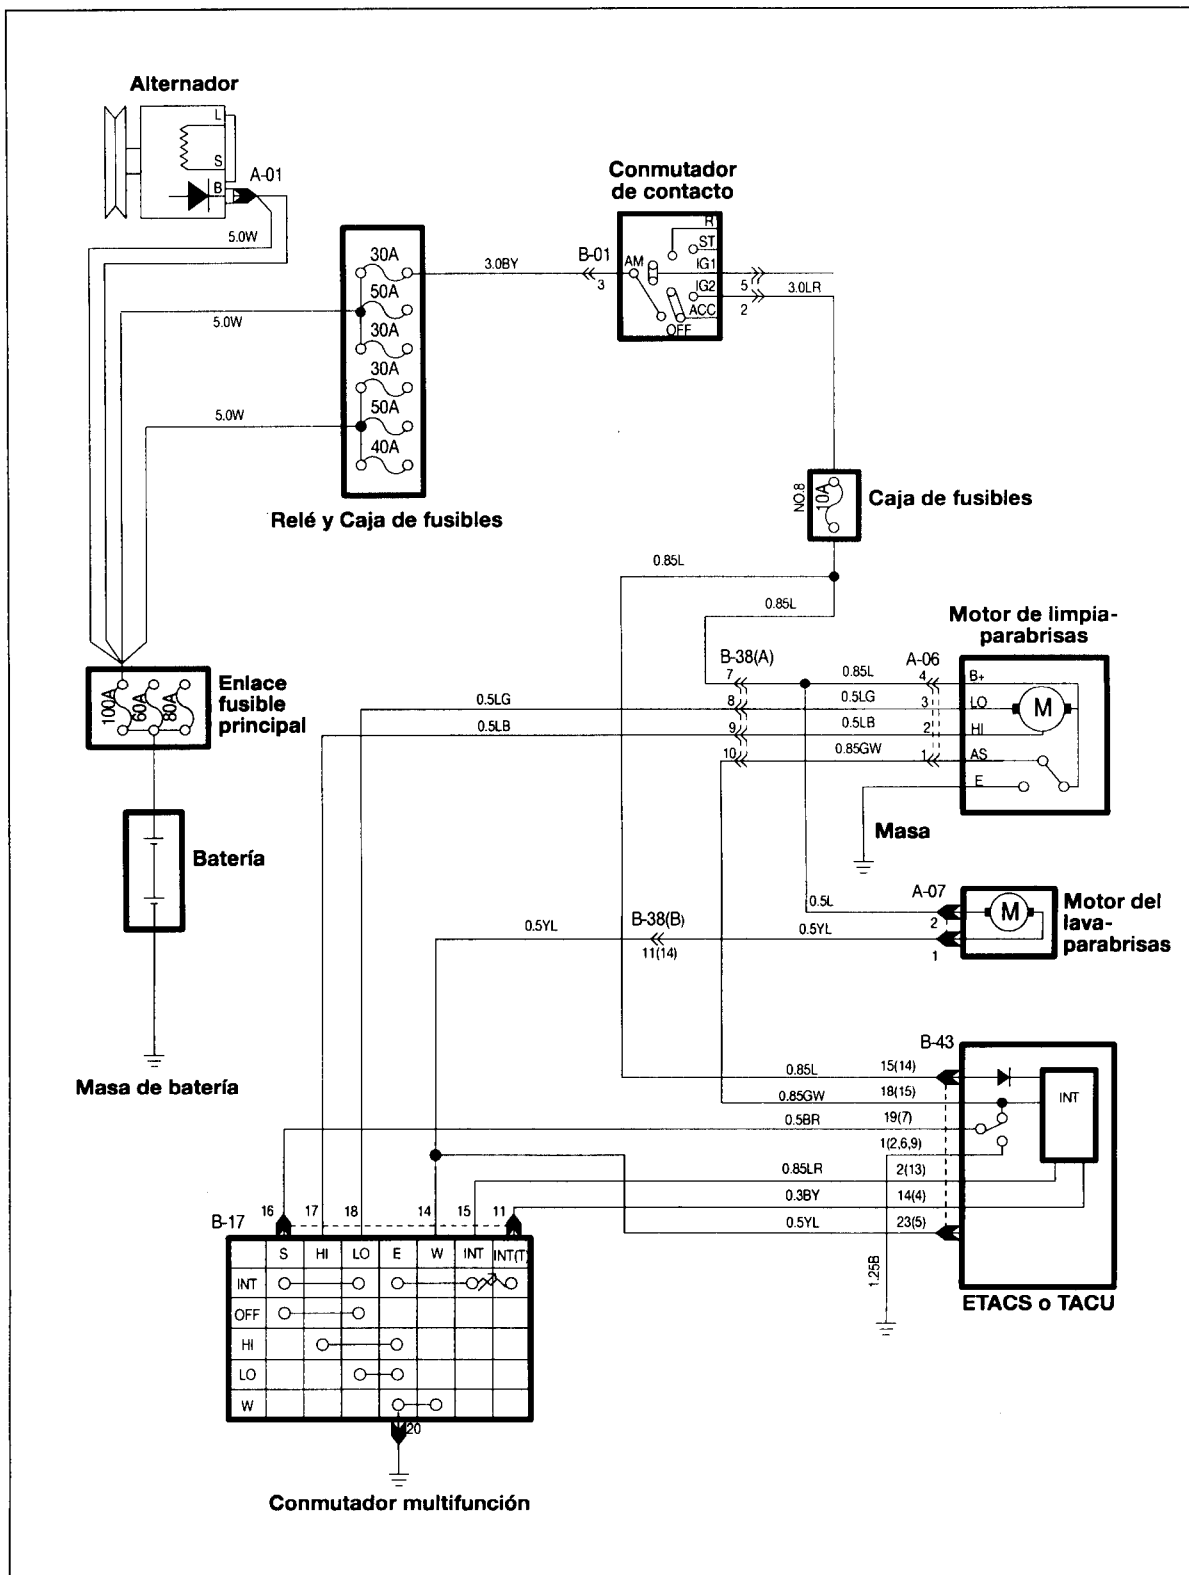 Alternador
L
S
B
A-01
5.0W
Conmutador
de contacto
R
ST
AM
IG1
IG2
ACC
OFF
B-01
3
5
2
3.0BY
3.0LR
30A
50A
30A
30A
50A
40A
5.0W
5.0W
Relé y Caja de fusibles
NO.8
10A
Caja de fusibles
0.85L
0.85L
Motor de limpia-
parabrisas
B-38(A)
A-06
7
0.85L
4
B+
0.5LG
8
0.5LG
3
LO
M
0.5LB
9
0.5LB
2
HI
10
0.85GW
1
AS
E
Masa
100A
60A
80A
Enlace
fusible
principal
Batería
Masa de batería
A-07
0.5L
2
M
Motor del
lava-
parabrisas
0.5YL
B-38(B)
11(14)
0.5YL
1
B-43
0.85L
15(14)
0.85GW
18(15)
0.5BR
19(7)
1(2,6,9)
0.85LR
2(13)
0.3BY
14(4)
0.5YL
23(5)
INT
1.25B
ETACS o TACU
B-17
16
17
18
14
15
11
S
HI
LO
E
W
INT
INT(T)
INT
OFF
HI
LO
W
20
Conmutador multifunción